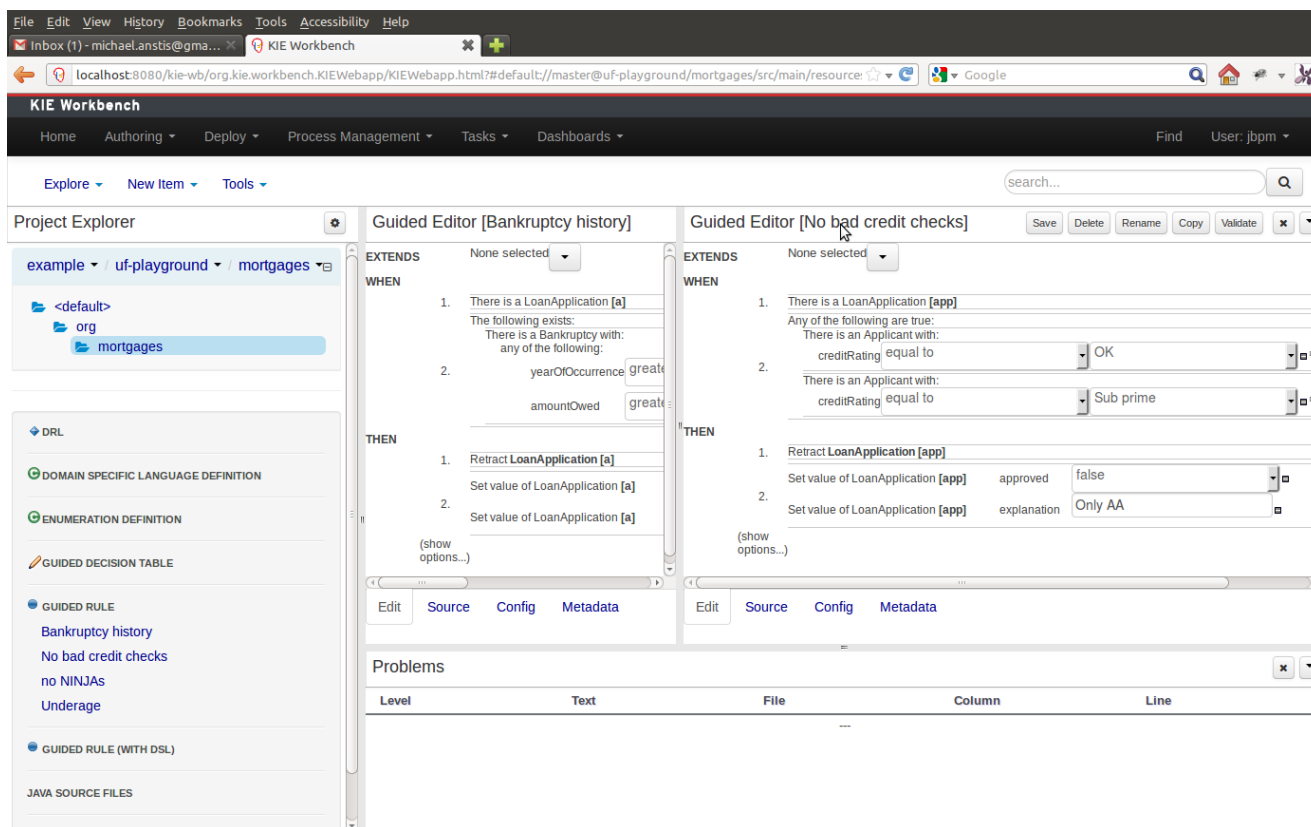 File Edit View History Bookmarks Tools Accessibility Help
Inbox (1) - michael.anstis@gma... KIE Workbench
localhost:8080/kie-wb/org.kie.workbench.KIEWebapp/KIEWebapp.html?#default://master@uf-playground/mortgages/src/main/resource: Google
KIE Workbench
Home Authoring Deploy Process Management Tasks Dashboards Find User: jbpm
Explore New Item Tools search...
Project Explorer
example / uf-playground / mortgages
<default>
org
mortgages
DRL
DOMAIN SPECIFIC LANGUAGE DEFINITION
ENUMERATION DEFINITION
GUIDED DECISION TABLE
GUIDED RULE
Bankruptcy history
No bad credit checks
no NINJAs
Underage
GUIDED RULE (WITH DSL)
JAVA SOURCE FILES
Guided Editor [Bankruptcy history]
EXTENDS None selected
WHEN
1. There is a LoanApplication [a]
The following exists:
There is a Bankruptcy with:
any of the following:
2. yearOfOccurrence greate
amountOwed greate
THEN
1. Retract LoanApplication [a]
Set value of LoanApplication [a]
2.
Set value of LoanApplication [a]
(show
options...)
Edit Source Config Metadata
Guided Editor [No bad credit checks] Save Delete Rename Copy Validate
EXTENDS None selected
WHEN
1. There is a LoanApplication [app]
Any of the following are true:
There is an Applicant with:
creditRating equal to OK
2.
There is an Applicant with:
creditRating equal to Sub prime
THEN
1. Retract LoanApplication [app]
Set value of LoanApplication [app] approved false
2.
Set value of LoanApplication [app] explanation Only AA
(show
options...)
Edit Source Config Metadata
Problems
Level Text File Column Line
---